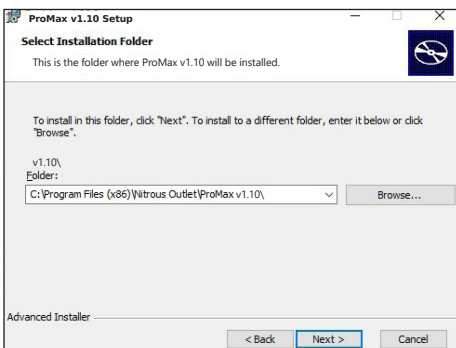 ProMax v1.10 Setup
Select Installation Folder
This is the folder where ProMax v1.10 will be installed.
To install in this folder, click "Next". To install to a different folder, enter it below or click
"Browse".
v1.10\
Folder:
C:\Program Files (x86)\Nitrous Outlet\ProMax v1.10\
Browse...
Advanced Installer
< Back
Next >
Cancel